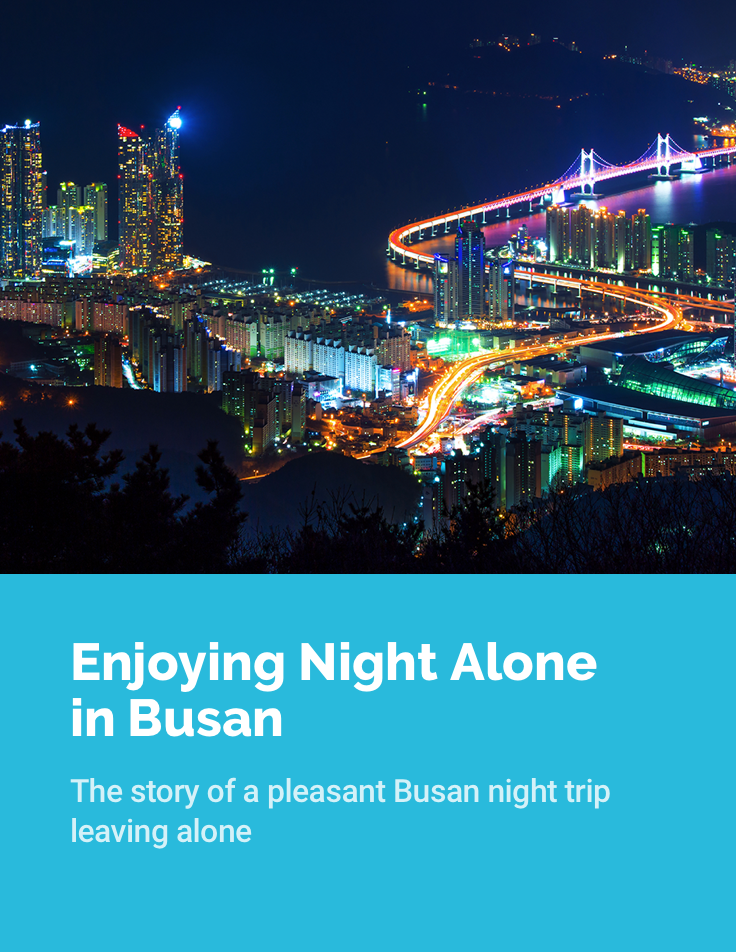 Enjoying Night Alone
in Busan
The story of a pleasant Busan night trip
leaving alone